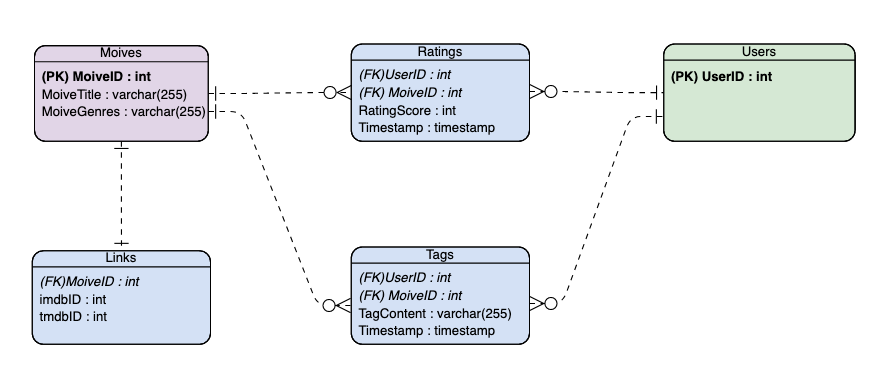 Moives
(PK) MoiveID : int
MoiveTitle : varchar(255)
MoiveGenres : varchar(255)
Ratings
(FK)UserID : int
(FK) MoiveID : int
RatingScore : int
Timestamp : timestamp
Users
(PK) UserID : int
Links
(FK)MoiveID : int
imdbID : int
tmdbID : int
Tags
(FK)UserID : int
(FK) MoiveID : int
TagContent : varchar(255)
Timestamp : timestamp